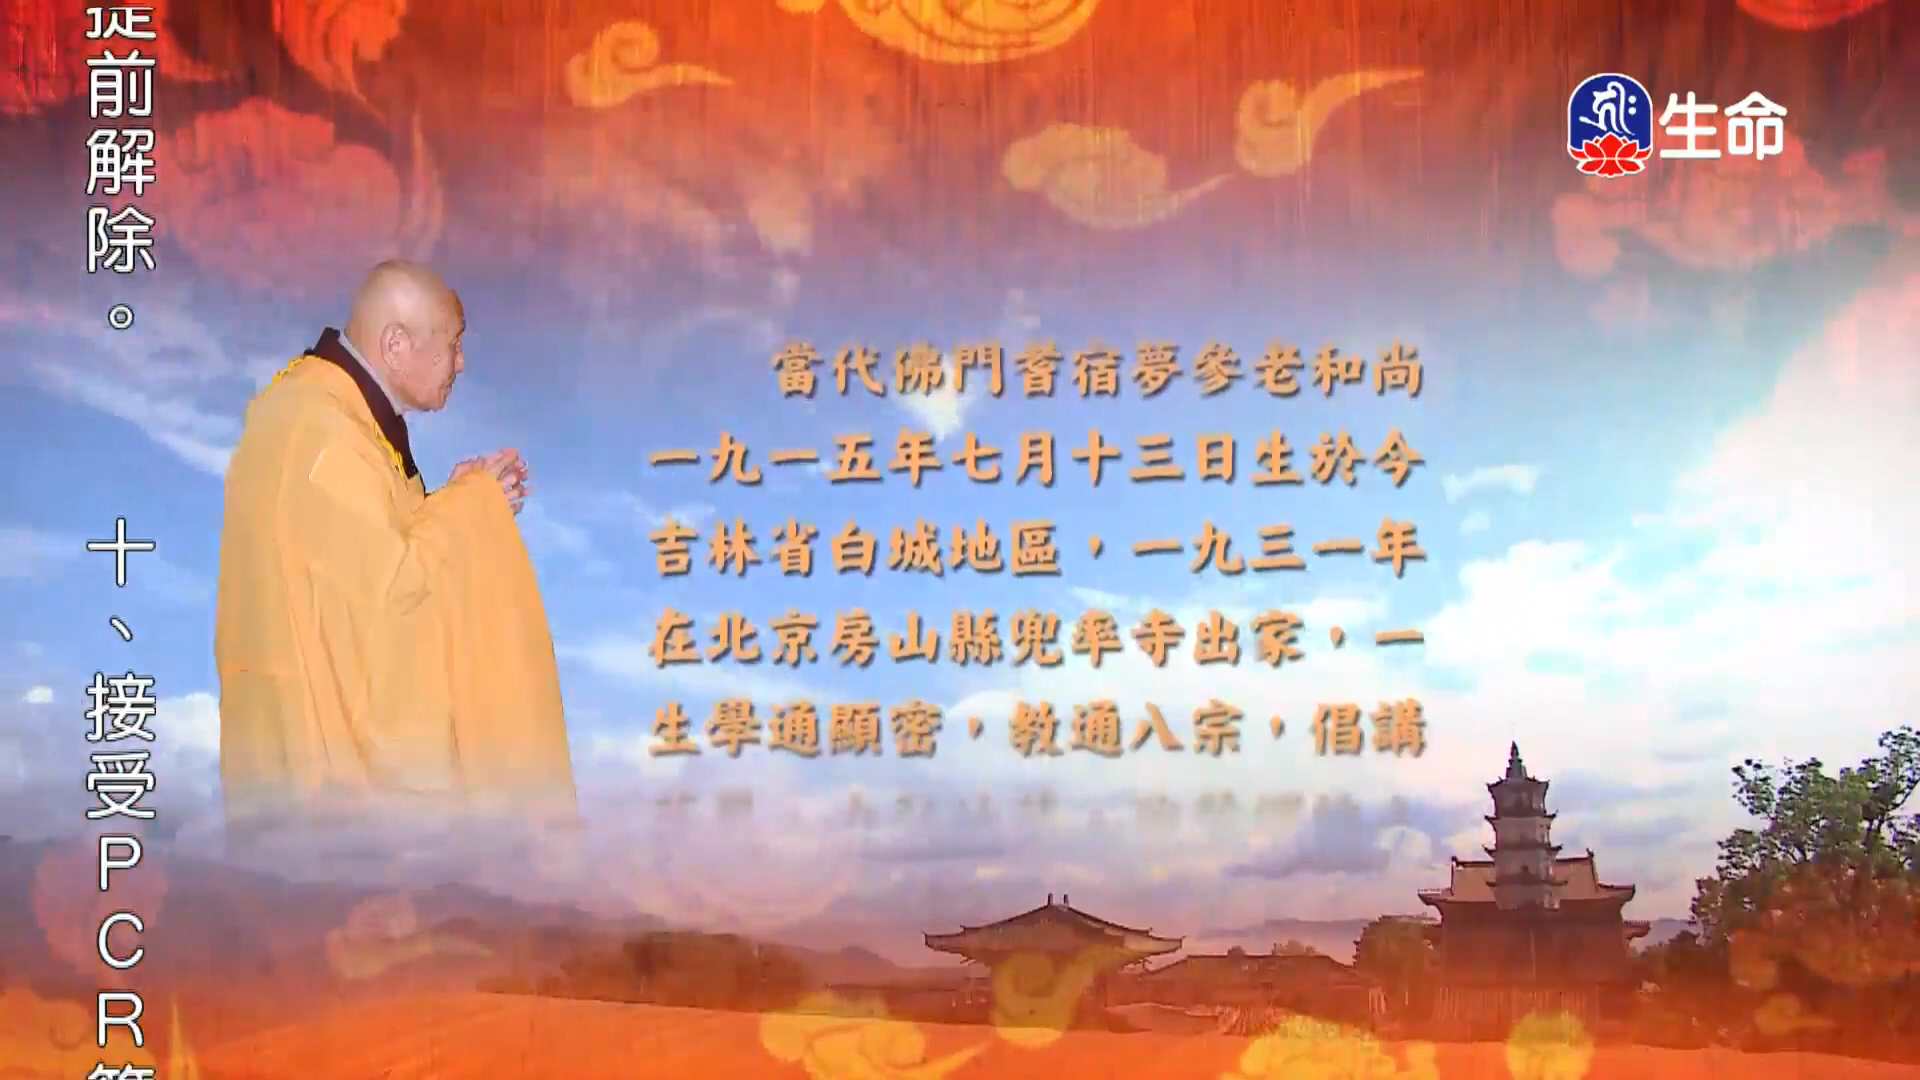 生命
當代佛門耆宿夢參老和尚
一九一五年七月十三日生於今
吉林省白城地區，一九三一年
在北京房山縣兜率寺出家，一
生學通顯密，教通八宗，倡講
提前解除。 十、接受PCR等